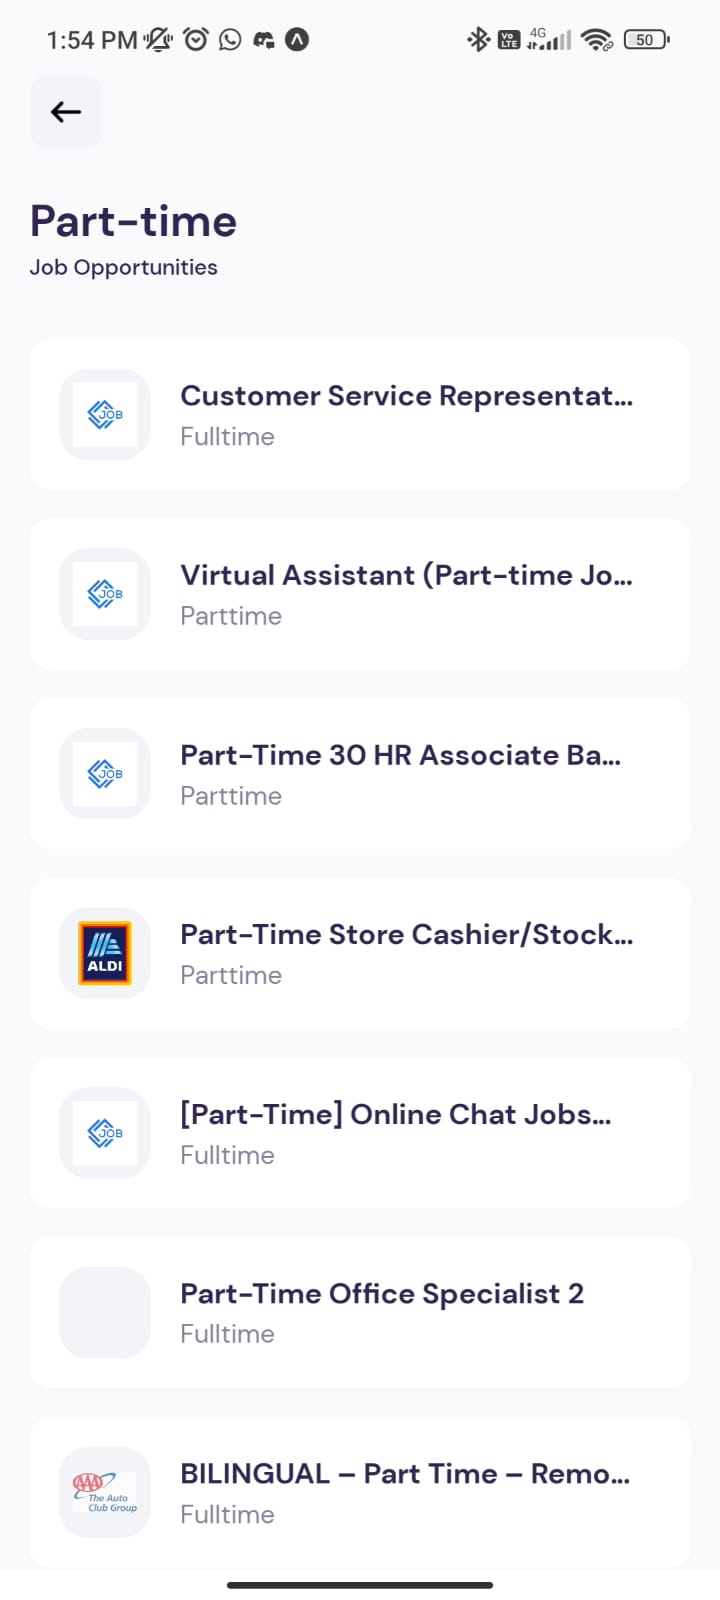 1:54 PM
Vo LTE 4G 50
Part-time
Job Opportunities
JOB
Customer Service Representat...
Fulltime
JOB
Virtual Assistant (Part-time Jo...
Parttime
JOB
Part-Time 30 HR Associate Ba...
Parttime
ALDI
Part-Time Store Cashier/Stock...
Parttime
JOB
[Part-Time] Online Chat Jobs...
Fulltime
Part-Time Office Specialist 2
Fulltime
AAA
The Auto
Club Group
BILINGUAL – Part Time – Remo...
Fulltime